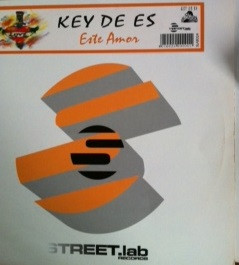 KEY DE ES
Este Amor
STREET.lab
RECORDS